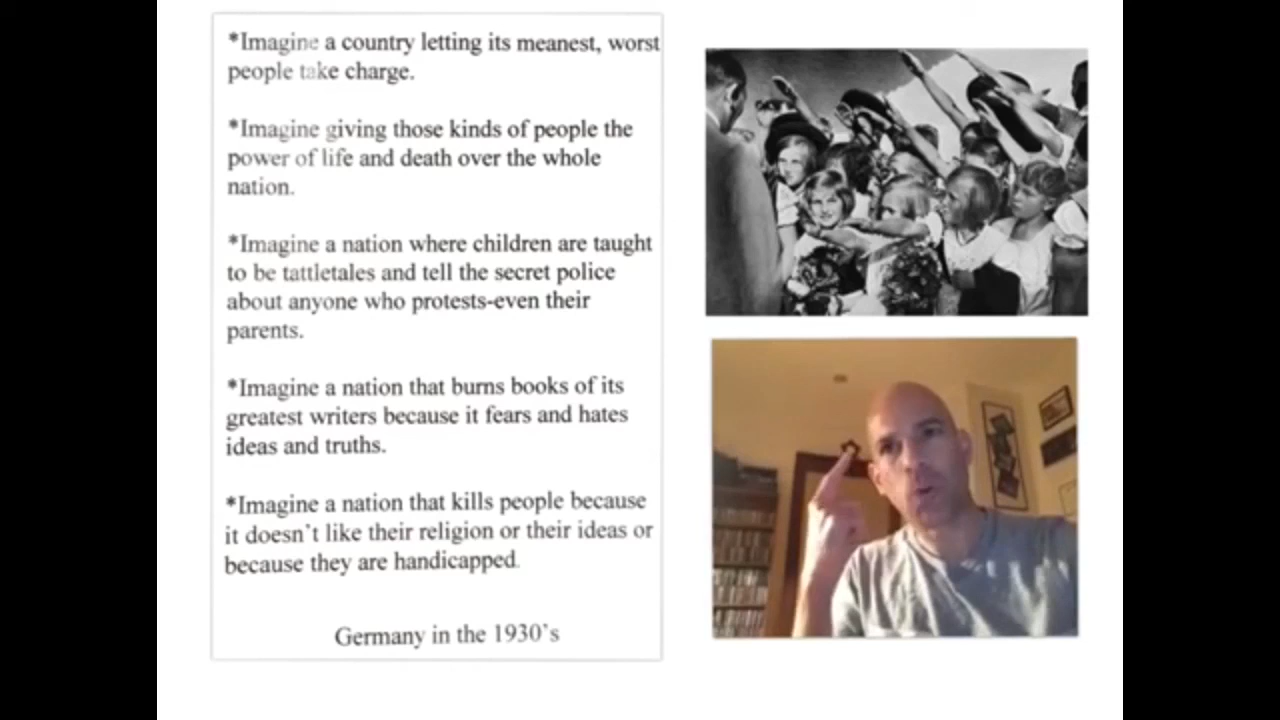 *Imagine a country letting its meanest, worst
people take charge.
*Imagine giving those kinds of people the
power of life and death over the whole
nation.
*Imagine a nation where children are taught
to be tattletales and tell the secret police
about anyone who protests-even their
parents.
*Imagine a nation that burns books of its
greatest writers because it fears and hates
ideas and truths.
*Imagine a nation that kills people because
it doesn't like their religion or their ideas or
because they are handicapped.
Germany in the 1930's